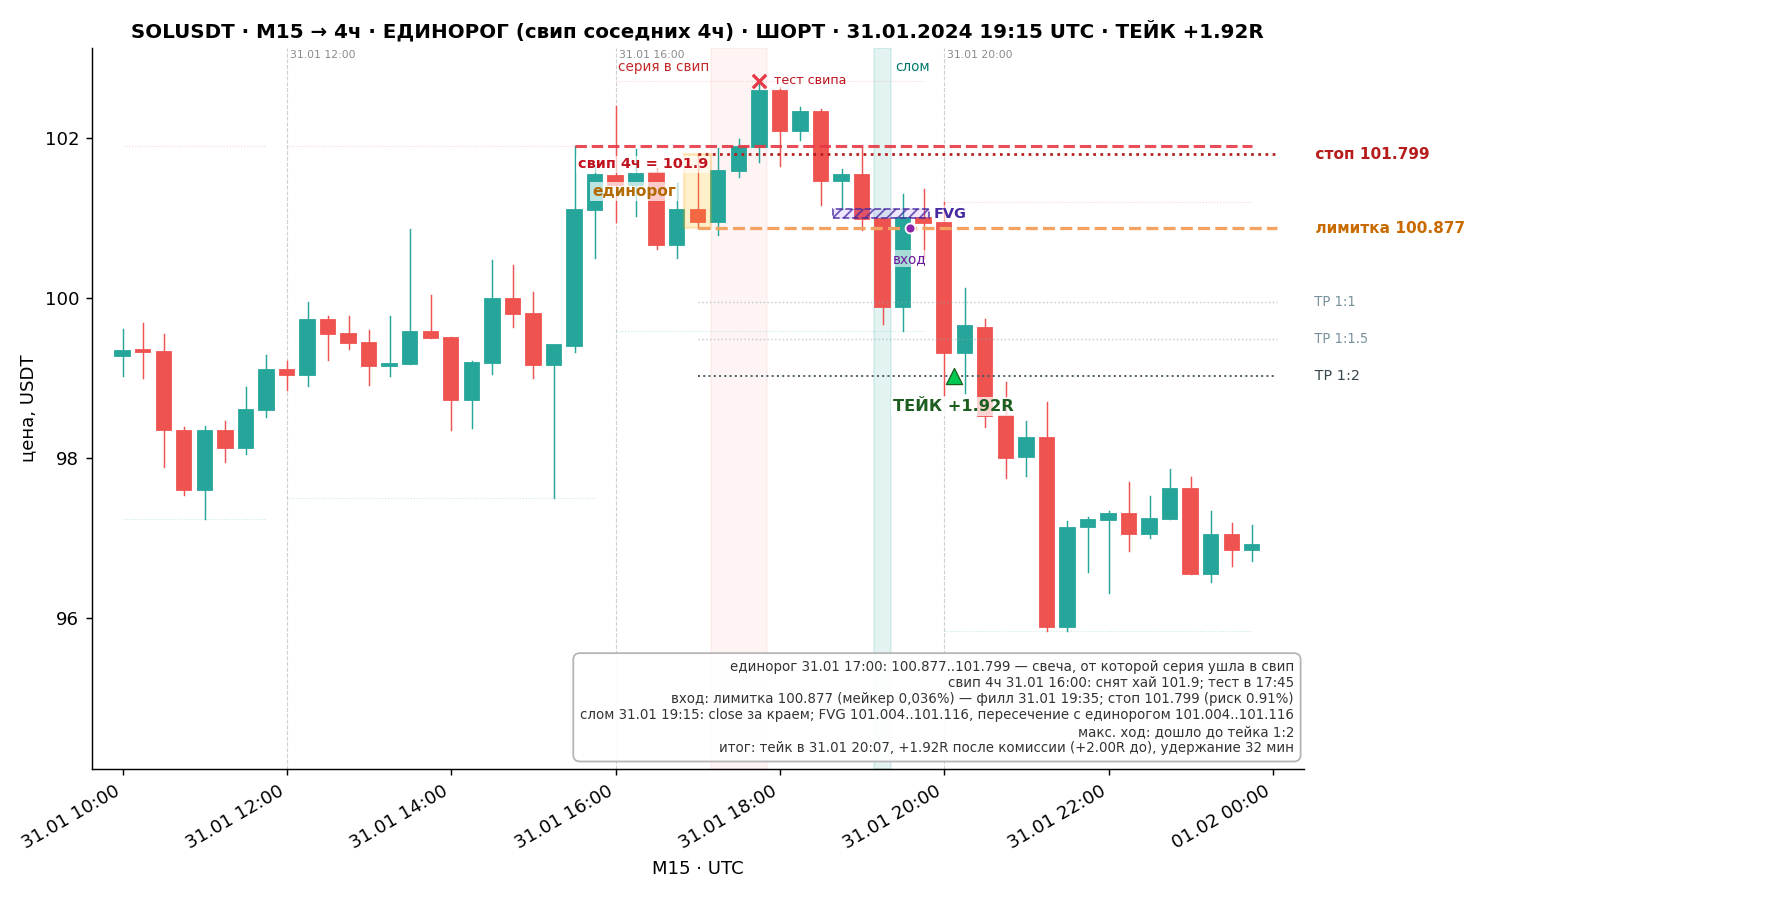 SOLUSDT · M15 → 4ч · ЕДИНОРОГ (свип соседних 4ч) · ШОРТ · 31.01.2024 19:15 UTC · ТЕЙК +1.92R
31.01 12:00
31.01 16:00
31.01 20:00
серия в свип
слом
тест свипа
102
100
98
96
цена, USDT
свип 4ч = 101.9
единорог
FVG
вход
ТЕЙК +1.92R
стоп 101.799
лимитка 100.877
TP 1:1
TP 1:1.5
TP 1:2
единорог 31.01 17:00: 100.877..101.799 — свеча, от которой серия ушла в свип
свип 4ч 31.01 16:00: снят хай 101.9; тест в 17:45
вход: лимитка 100.877 (мейкер 0,036%) — филл 31.01 19:35; стоп 101.799 (риск 0.91%)
слом 31.01 19:15: close за краем; FVG 101.004..101.116, пересечение с единорогом 101.004..101.116
макс. ход: дошло до тейка 1:2
итог: тейк в 31.01 20:07, +1.92R после комиссии (+2.00R до), удержание 32 мин
31.01 10:00
31.01 12:00
31.01 14:00
31.01 16:00
31.01 18:00
31.01 20:00
31.01 22:00
01.02 00:00
M15 · UTC